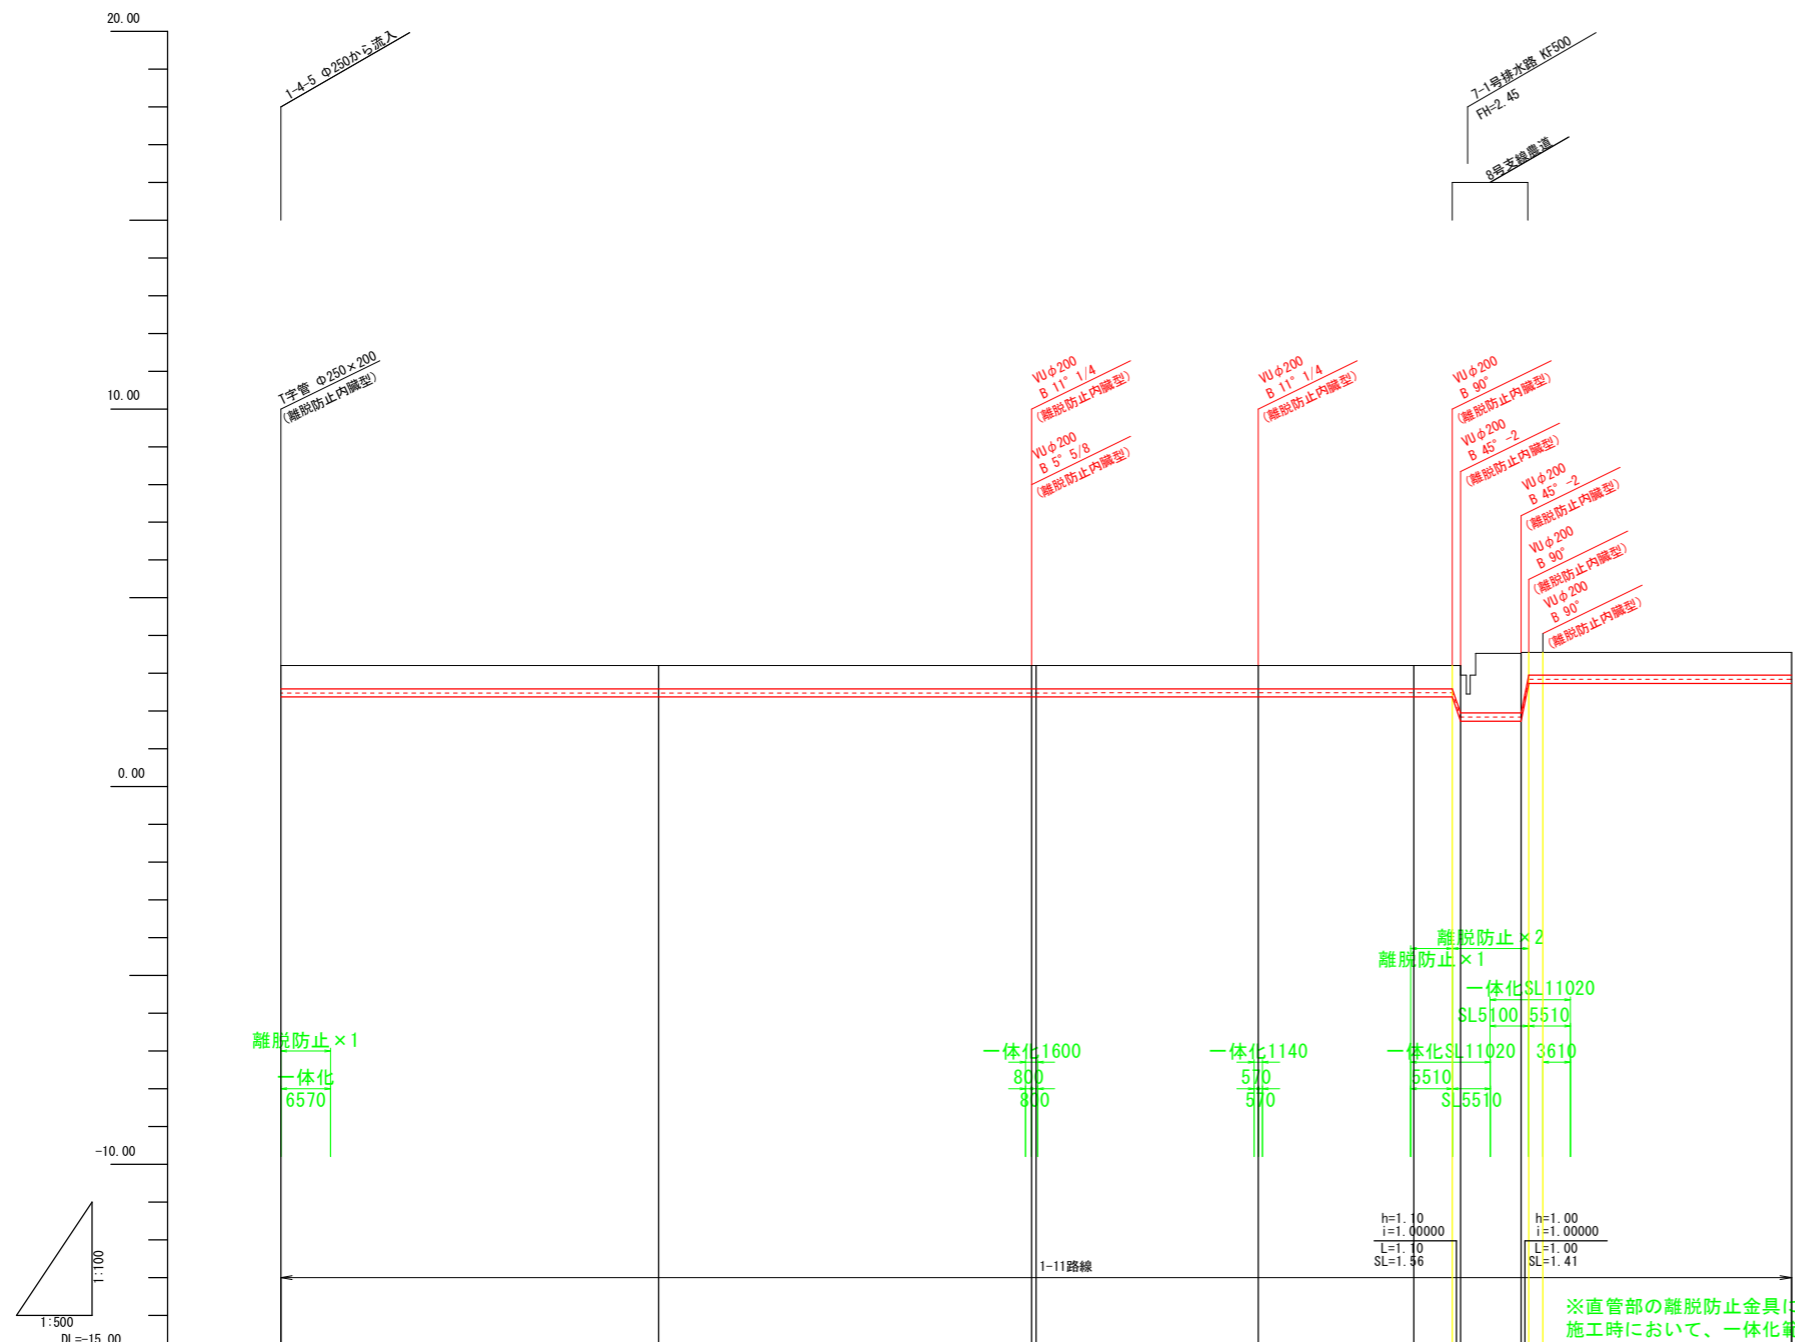 20.00
1-4-5 Φ250から流入
7-1号排水路 KF500
FH=2.45
8号支線農道
T字管 Φ250×200
(離脱防止内臓型)
10.00
VUφ200
B 11° 1/4
(離脱防止内臓型)
VUφ200
B 5° 5/8
(離脱防止内臓型)
VUφ200
B 11° 1/4
(離脱防止内臓型)
VUφ200
B 90°
(離脱防止内臓型)
VUφ200
B 45° -2
(離脱防止内臓型)
VUφ200
B 45° -2
(離脱防止内臓型)
VUφ200
B 90°
(離脱防止内臓型)
VUφ200
B 90°
(離脱防止内臓型)
0.00
離脱防止×2
離脱防止×1
一体化SL11020
SL5100
5510
離脱防止×1
一体化
6570
一体化1600
800
800
一体化1140
570
570
一体化SL11020
3610
5510
SL5510
-10.00
h=1.10
i=1.00000
L=1.10
SL=1.56
h=1.00
i=1.00000
L=1.00
SL=1.41
1-11路線
1:100
1:500
DL=-15.00
※直管部の離脱防止金具に
施工時において、一体化範